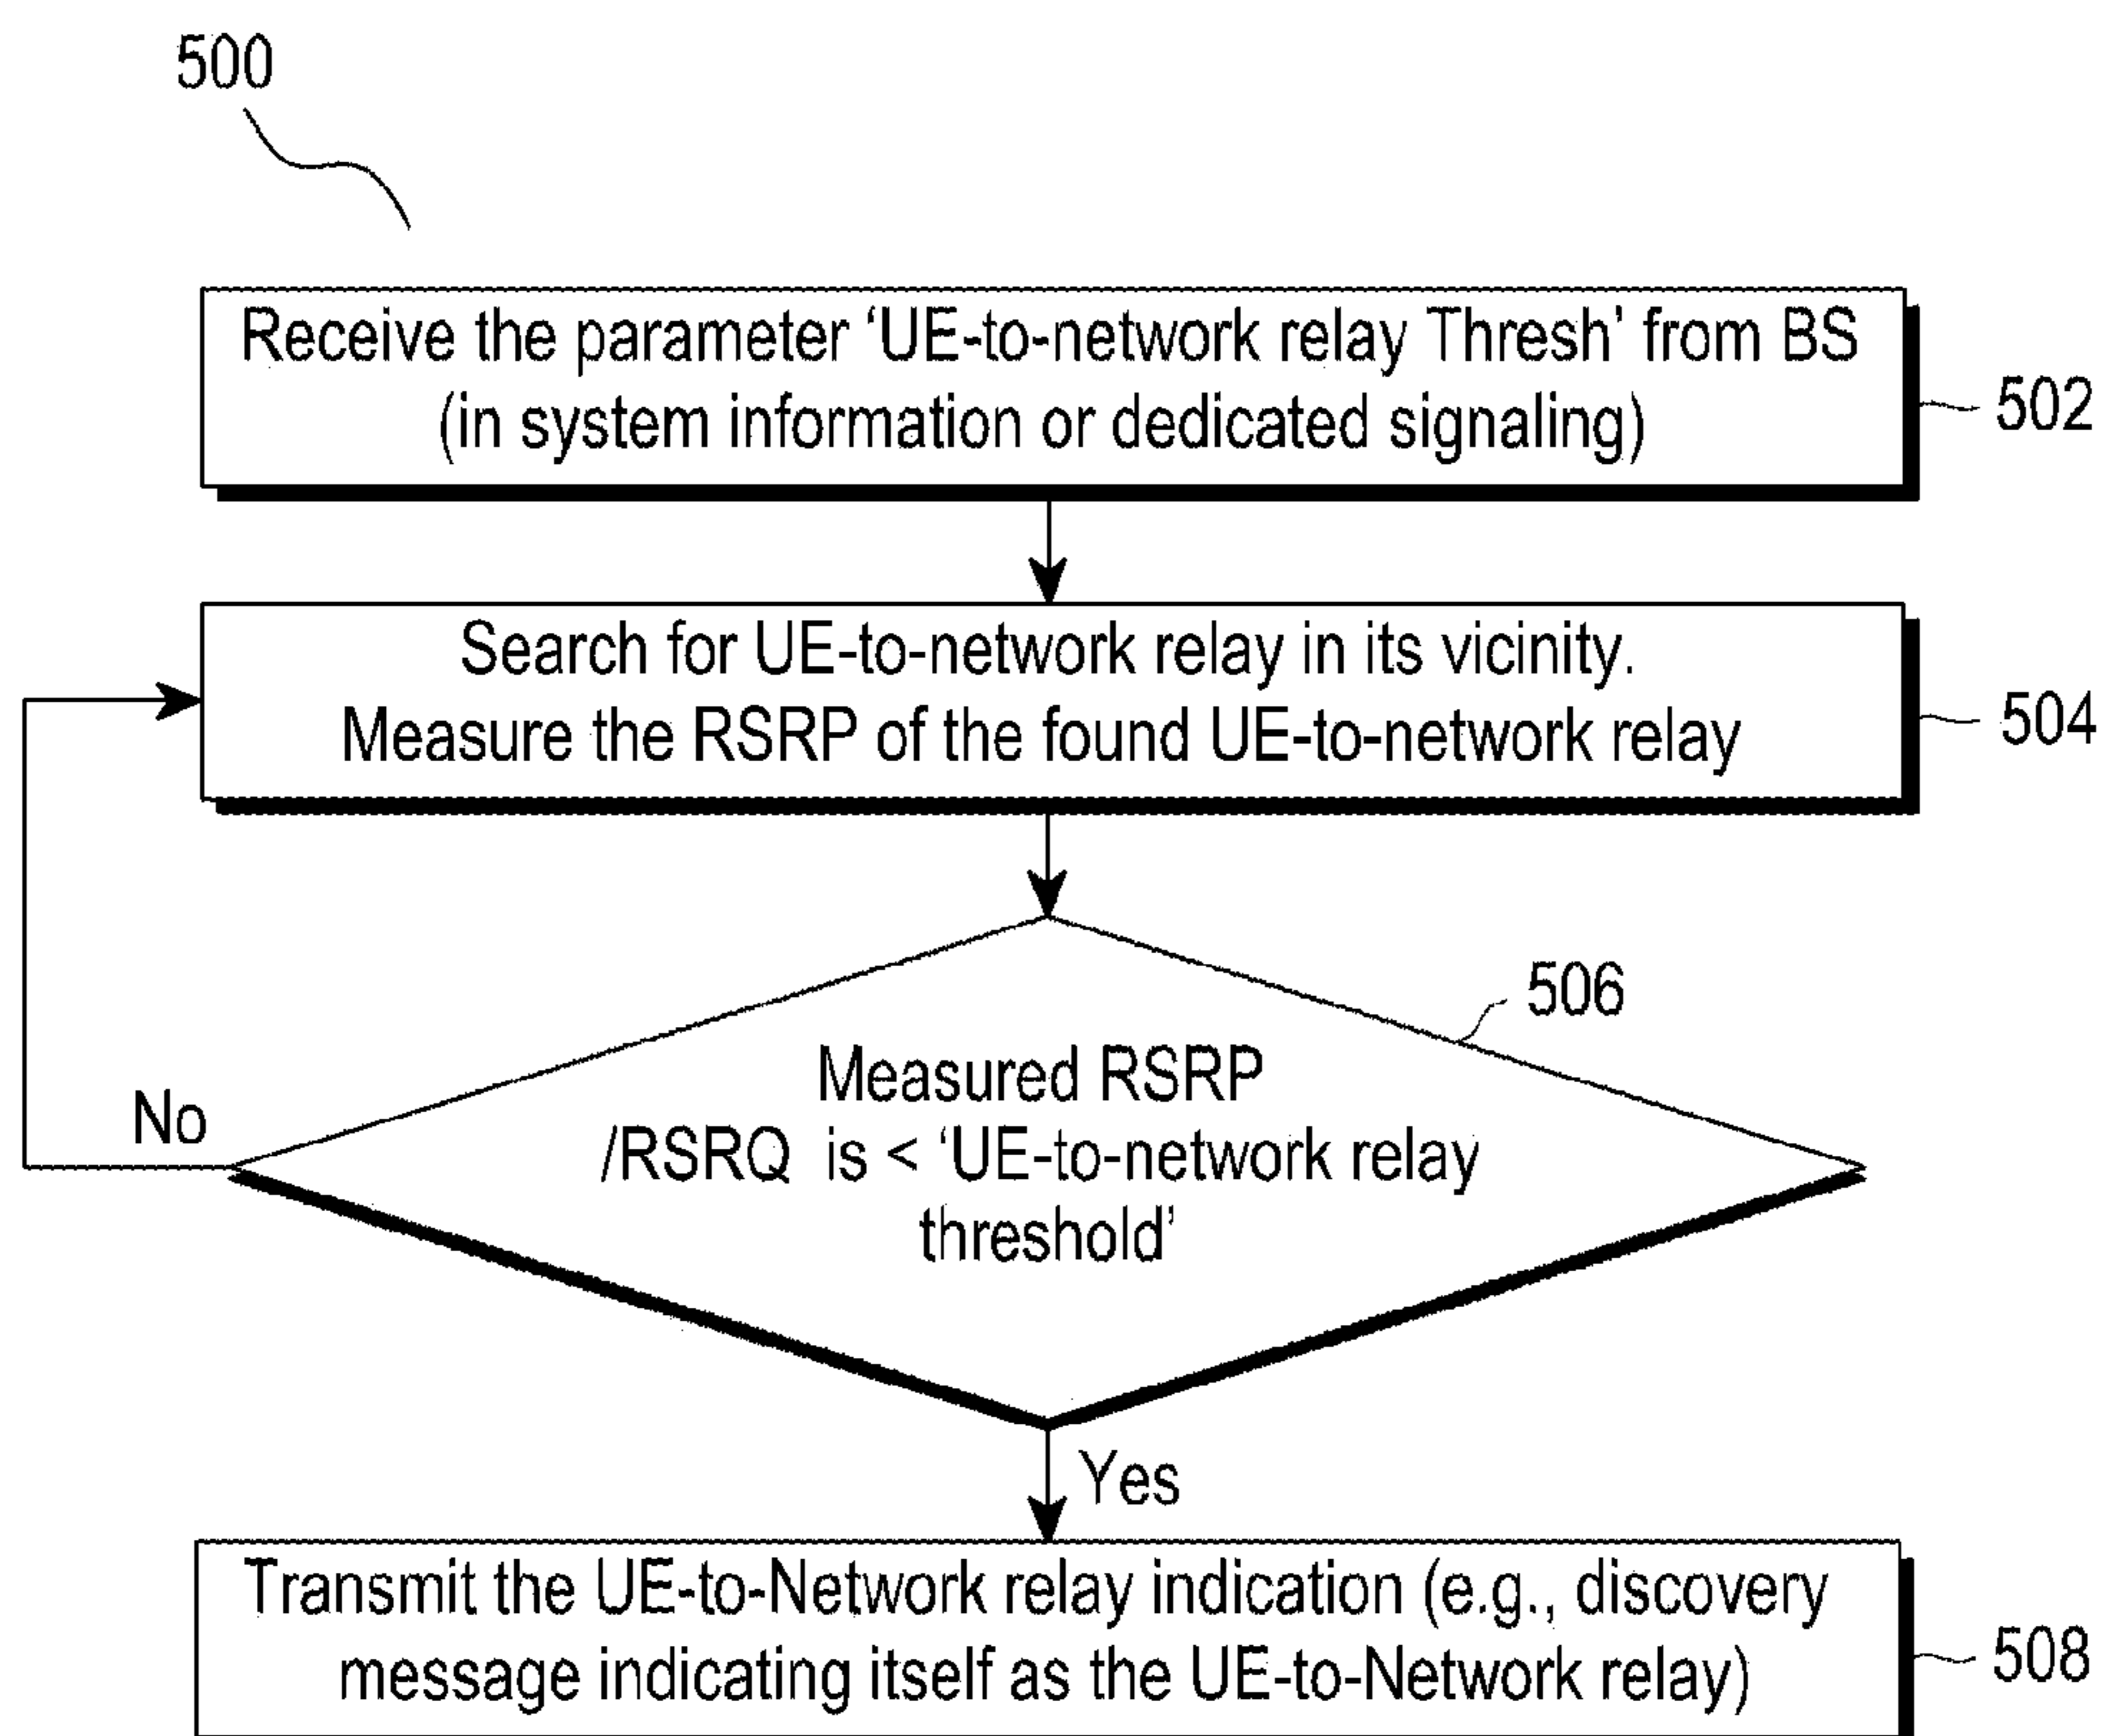 500
Receive the parameter ‘UE-to-network relay Thresh’ from BS
(in system information or dedicated signaling)
502
Search for UE-to-network relay in its vicinity.
Measure the RSRP of the found UE-to-network relay
504
506
Measured RSRP
/RSRQ is < ‘UE-to-network relay
threshold’
No
Yes
Transmit the UE-to-Network relay indication (e.g., discovery
message indicating itself as the UE-to-Network relay)
508